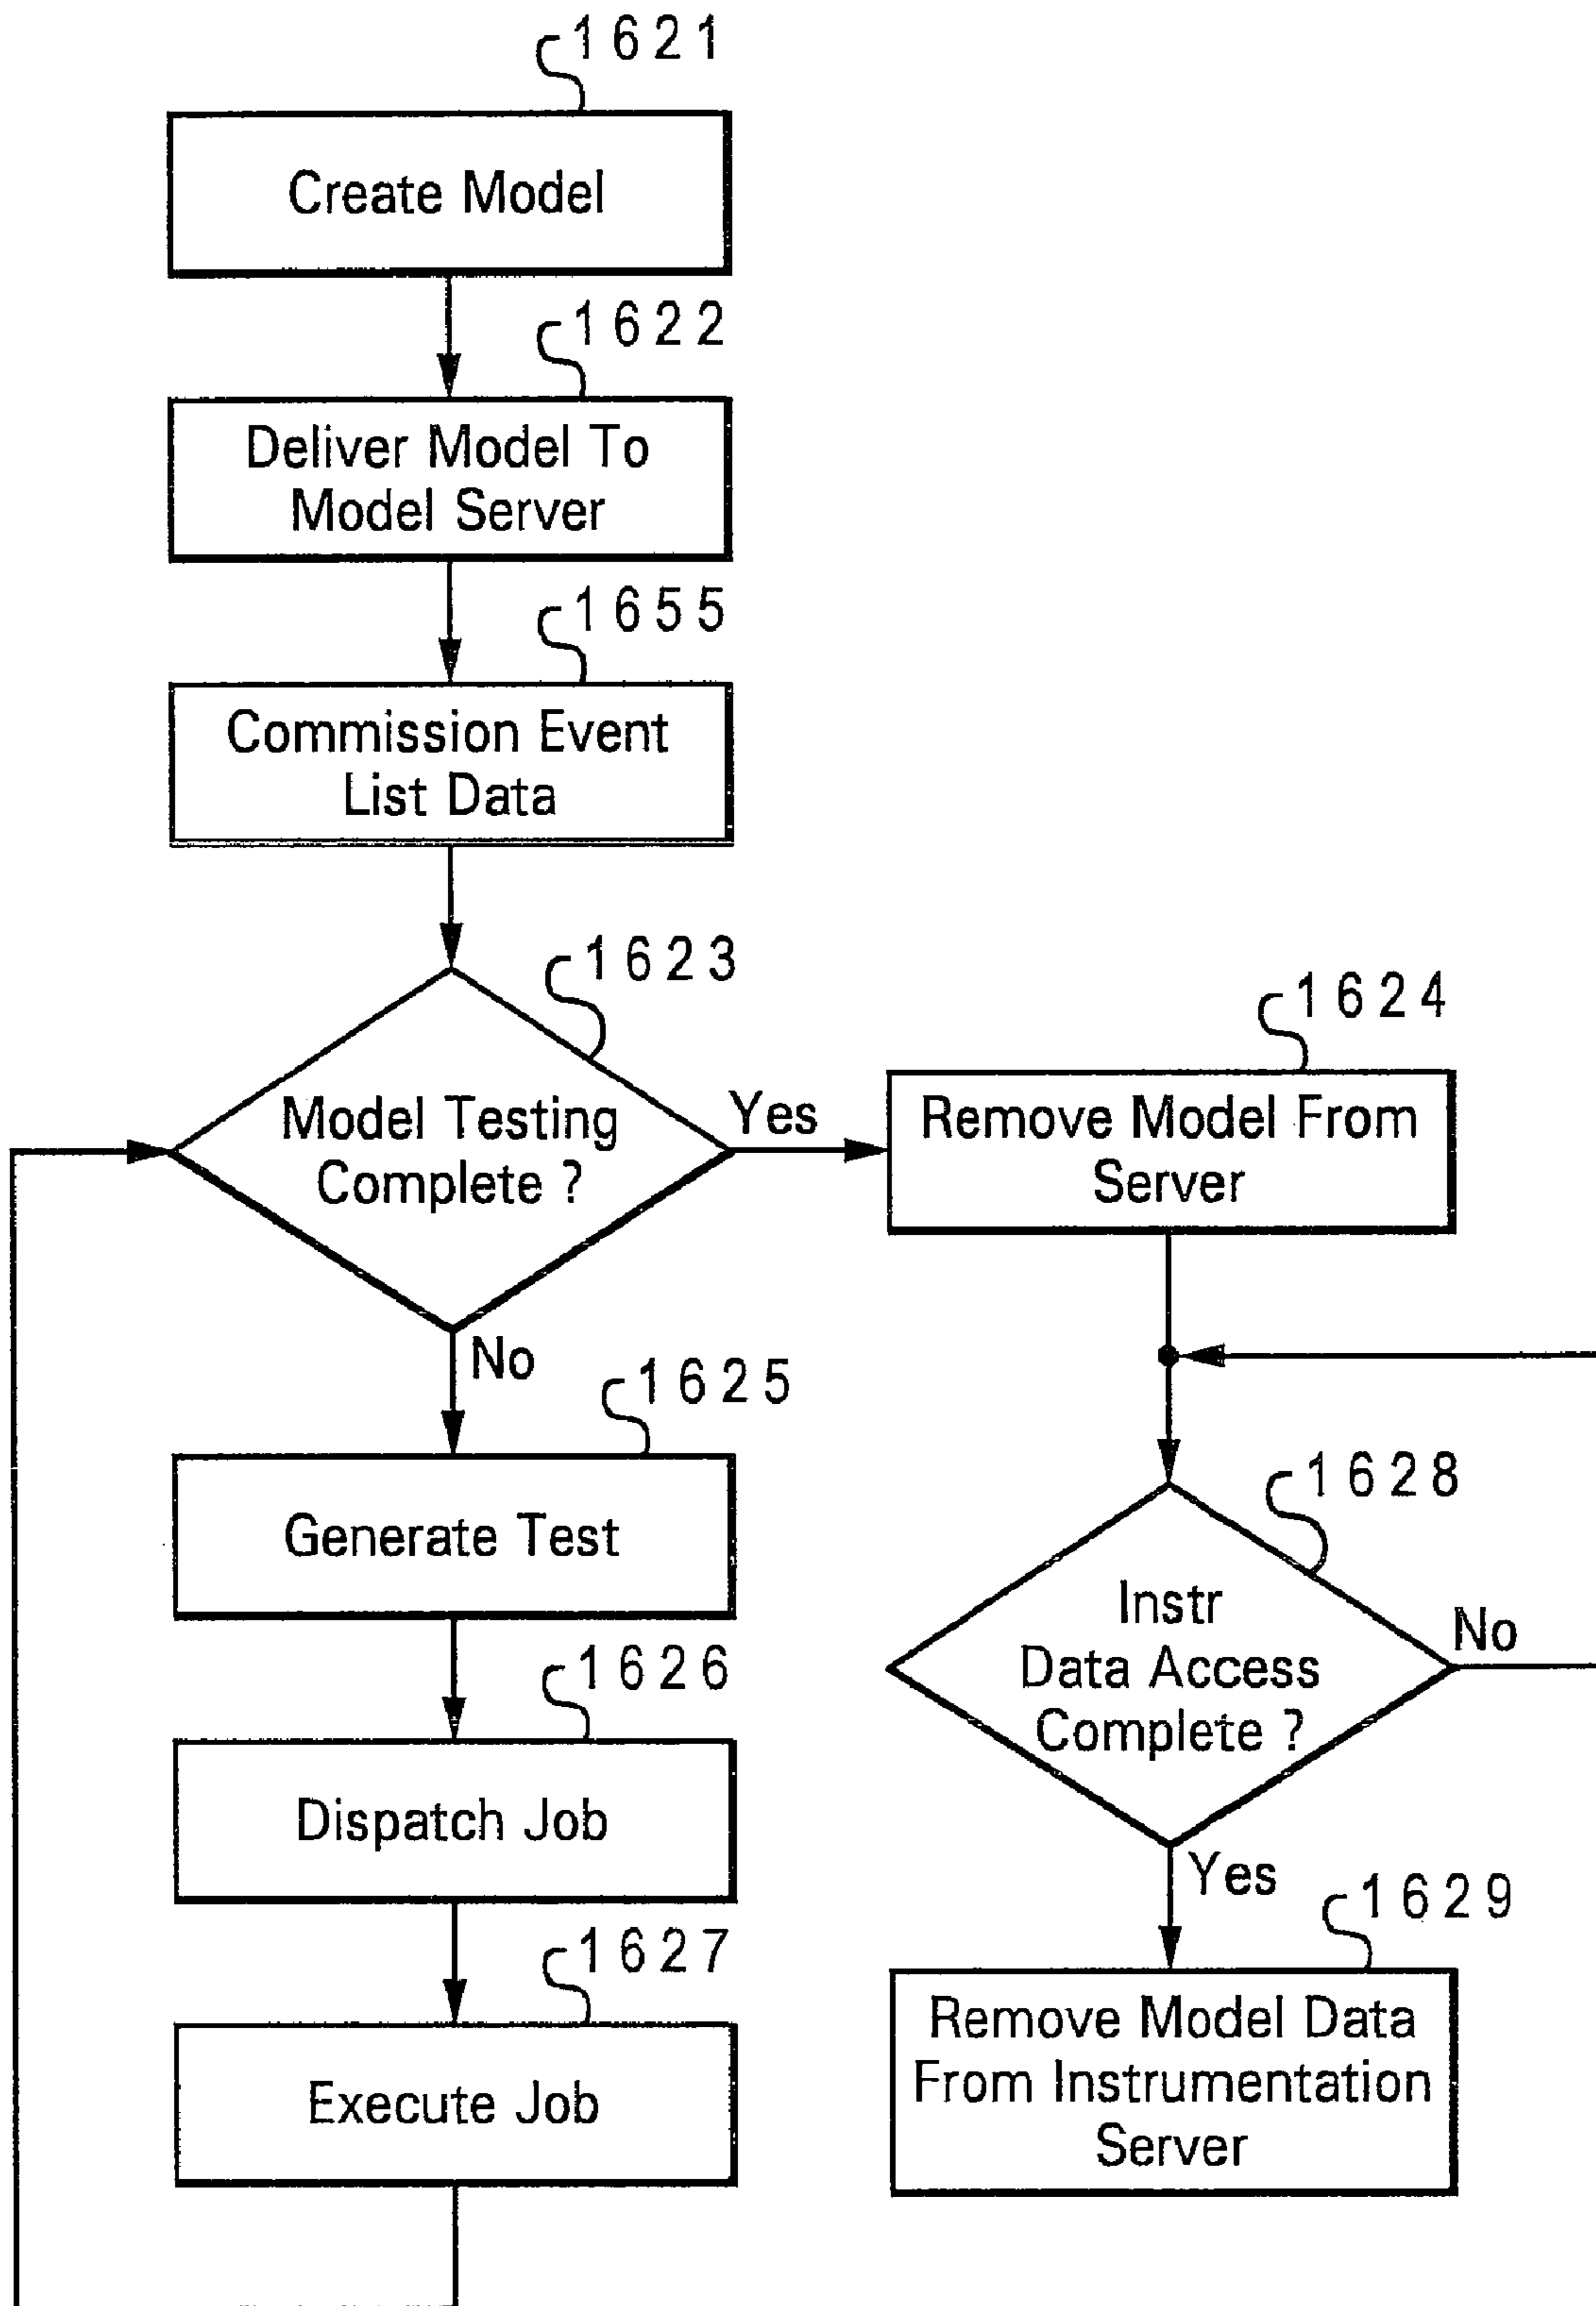 1621
Create Model
1622
Deliver Model To
Model Server
1655
Commission Event
List Data
1623
Model Testing
Complete ?
Yes
No
1624
Remove Model From
Server
1625
Generate Test
1626
Dispatch Job
1627
Execute Job
1628
Instr
Data Access
Complete ?
No
Yes
1629
Remove Model Data
From Instrumentation
Server